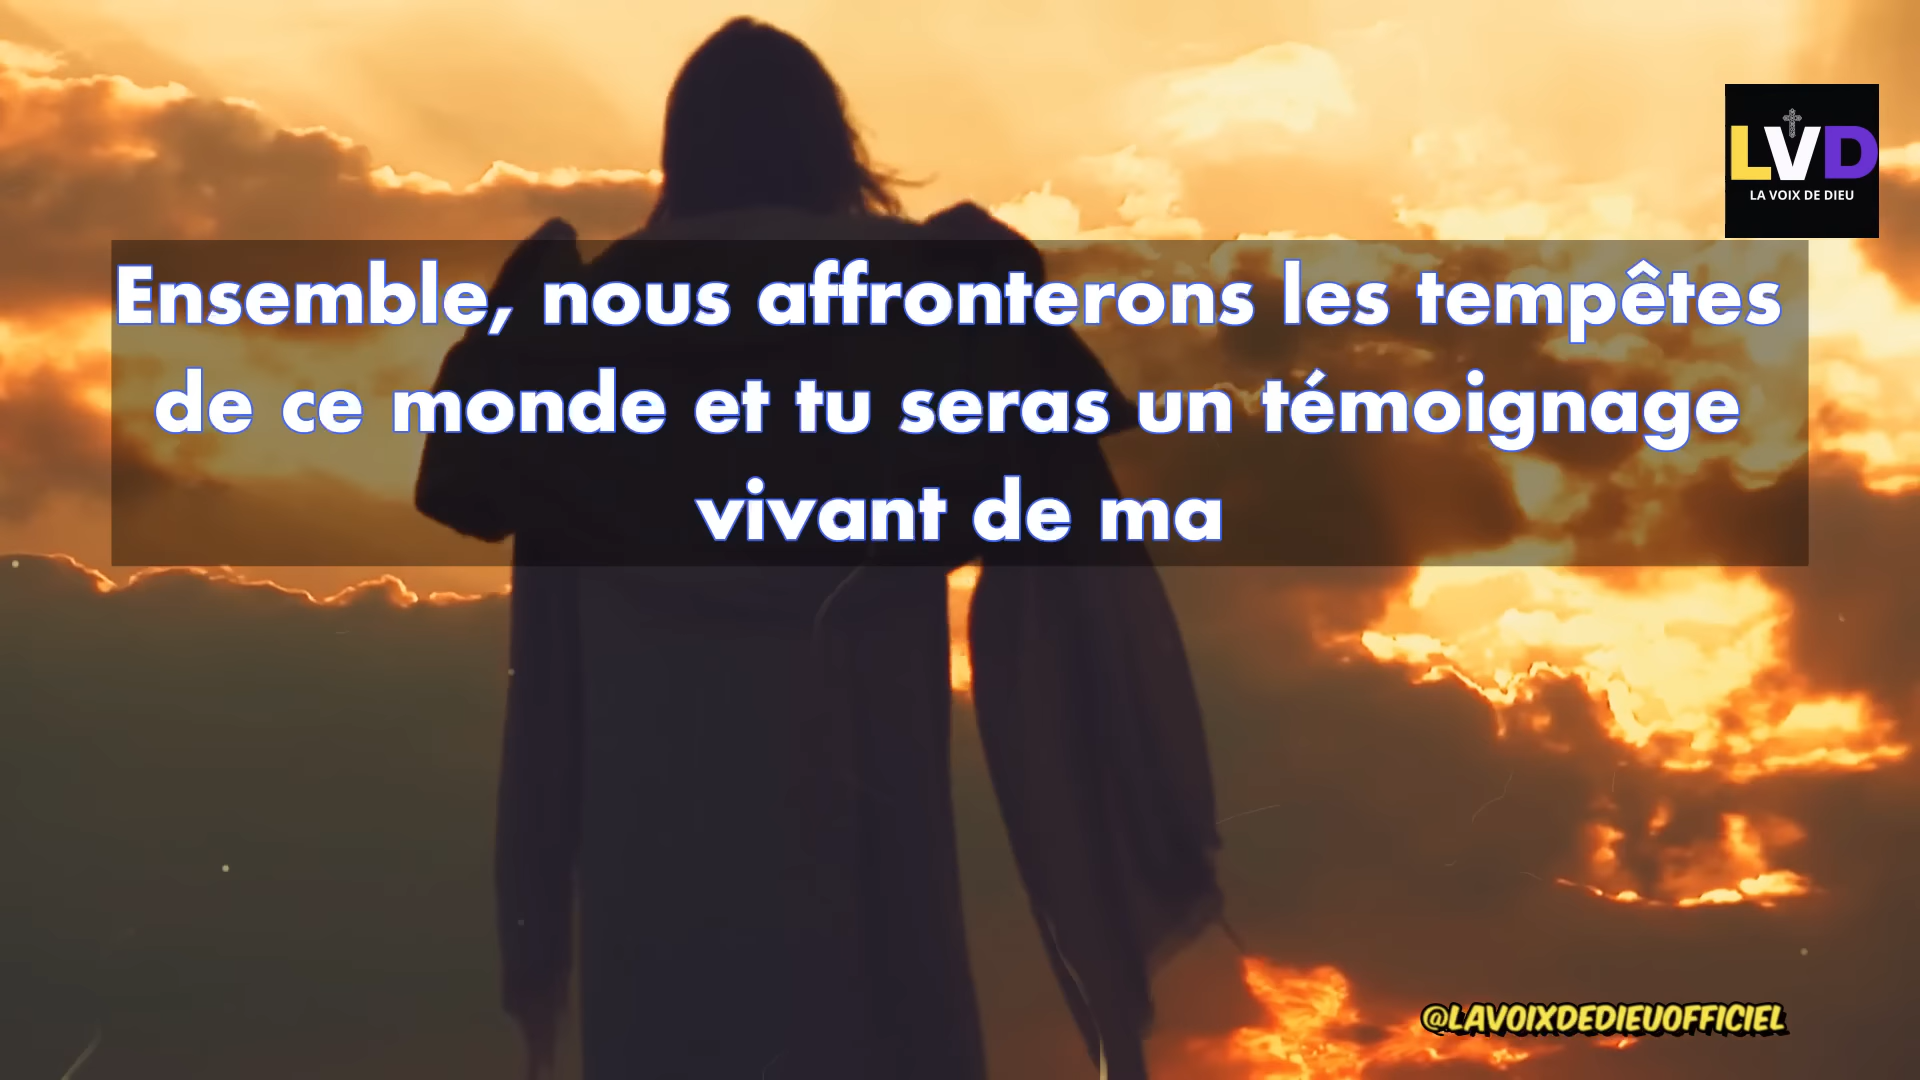 LVD
LA VOIX DE DIEU
Ensemble, nous affronterons les tempêtes
de ce monde et tu seras un témoignage
vivant de ma
@LAVOIXDEDIEUOFFICIEL